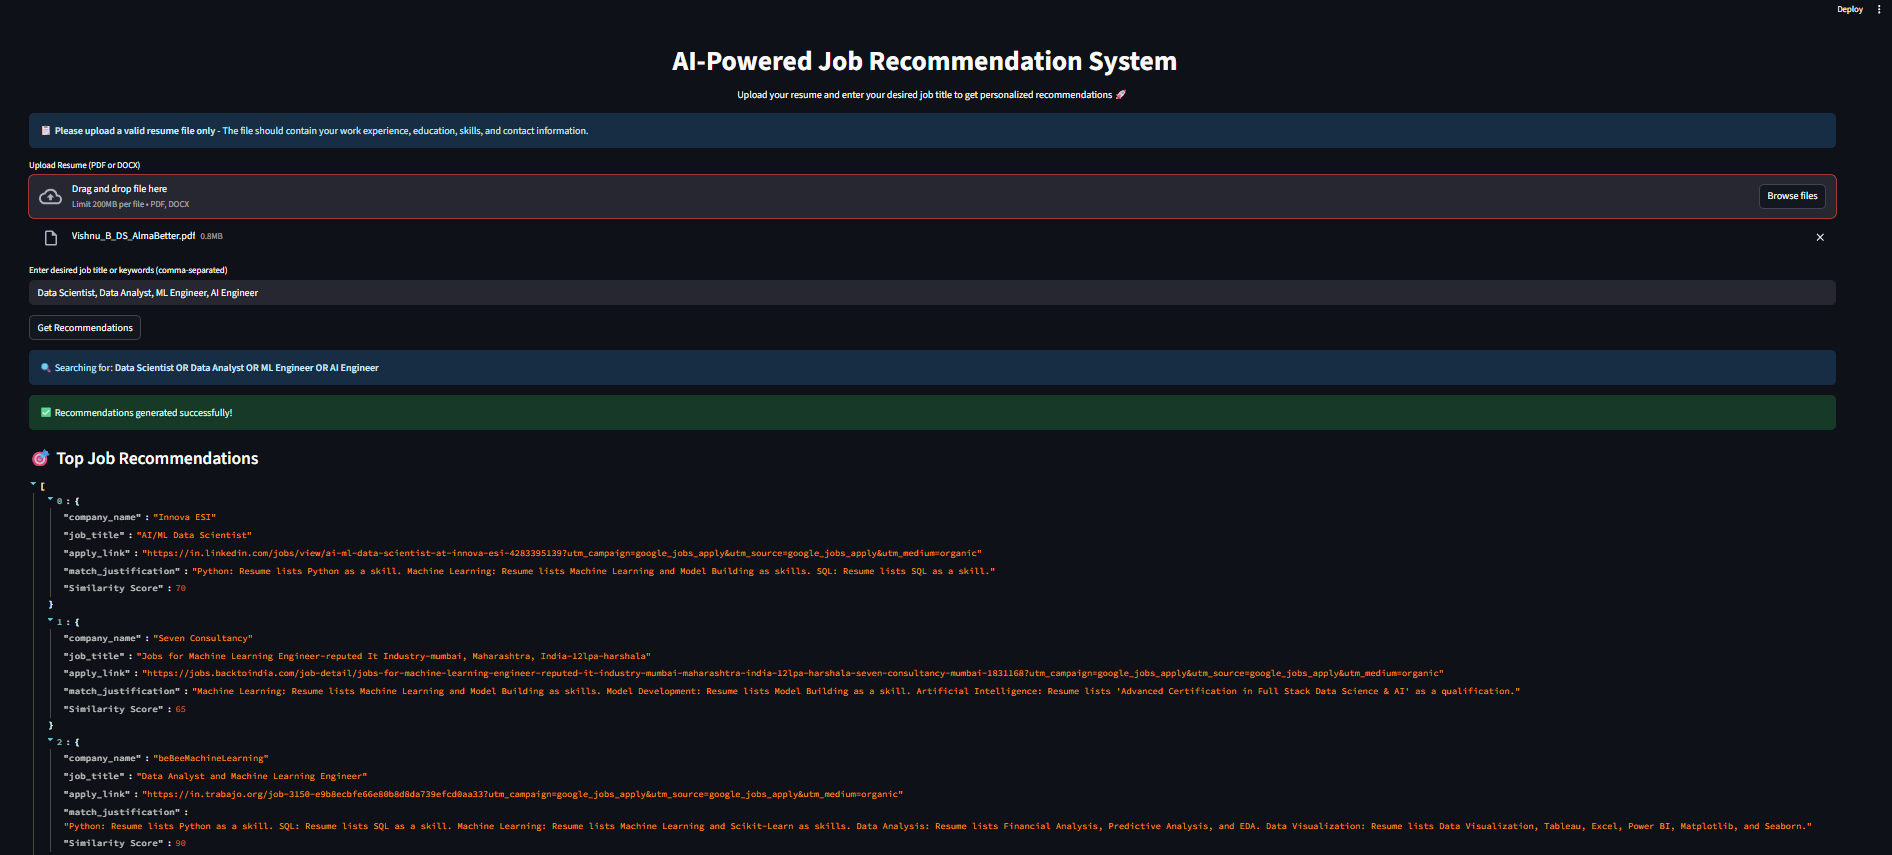 Deploy
AI-Powered Job Recommendation System
Upload your resume and enter your desired job title to get personalized recommendations 🚀
📋 Please upload a valid resume file only - The file should contain your work experience, education, skills, and contact information.
Upload Resume (PDF or DOCX)
Drag and drop file here
Limit 200MB per file • PDF, DOCX
Browse files
Vishnu_B_DS_AlmaBetter.pdf 0.8MB
Enter desired job title or keywords (comma-separated)
Data Scientist, Data Analyst, ML Engineer, AI Engineer
Get Recommendations
🔍 Searching for: Data Scientist OR Data Analyst OR ML Engineer OR AI Engineer
✅ Recommendations generated successfully!
🎯 Top Job Recommendations
[
0 : {
"company_name" : "Innova ESI"
"job_title" : "AI/ML Data Scientist"
"apply_link" : "https://in.linkedin.com/jobs/view/ai-ml-data-scientist-at-innova-esi-4283395139?utm_campaign=google_jobs_apply&utm_source=google_jobs_apply&utm_medium=organic"
"match_justification" : "Python: Resume lists Python as a skill. Machine Learning: Resume lists Machine Learning and Model Building as skills. SQL: Resume lists SQL as a skill."
"Similarity Score" : 70
}
1 : {
"company_name" : "Seven Consultancy"
"job_title" : "Jobs for Machine Learning Engineer-reputed It Industry-mumbai, Maharashtra, India-12lpa-harshala"
"apply_link" : "https://jobs.backtoindia.com/job-detail/jobs-for-machine-learning-engineer-reputed-it-industry-mumbai-maharashtra-india-12lpa-harshala-seven-consultancy-mumbai-1831168?utm_campaign=google_jobs_apply&utm_source=google_jobs_apply&utm_medium=organic"
"match_justification" : "Machine Learning: Resume lists Machine Learning and Model Building as skills. Model Development: Resume lists Model Building as a skill. Artificial Intelligence: Resume lists 'Advanced Certification in Full Stack Data Science & AI' as a qualification."
"Similarity Score" : 65
}
2 : {
"company_name" : "beBeeMachineLearning"
"job_title" : "Data Analyst and Machine Learning Engineer"
"apply_link" : "https://in.trabajo.org/job-3150-e9b8ecbfe66e80b8d8da739efcd0aa33?utm_campaign=google_jobs_apply&utm_source=google_jobs_apply&utm_medium=organic"
"match_justification" :
"Python: Resume lists Python as a skill. SQL: Resume lists SQL as a skill. Machine Learning: Resume lists Machine Learning and Scikit-Learn as skills. Data Analysis: Resume lists Financial Analysis, Predictive Analysis, and EDA. Data Visualization: Resume lists Data Visualization, Tableau, Excel, Power BI, Matplotlib, and Seaborn."
"Similarity Score" : 90